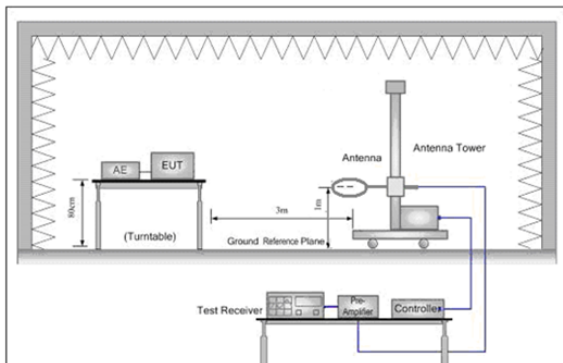 Antenna Tower
Antenna
EUT
AE
80cm
(Turntable)
3m
1m
Ground Reference Plane
Test Receiver
Pre-
Amplifier
Controller